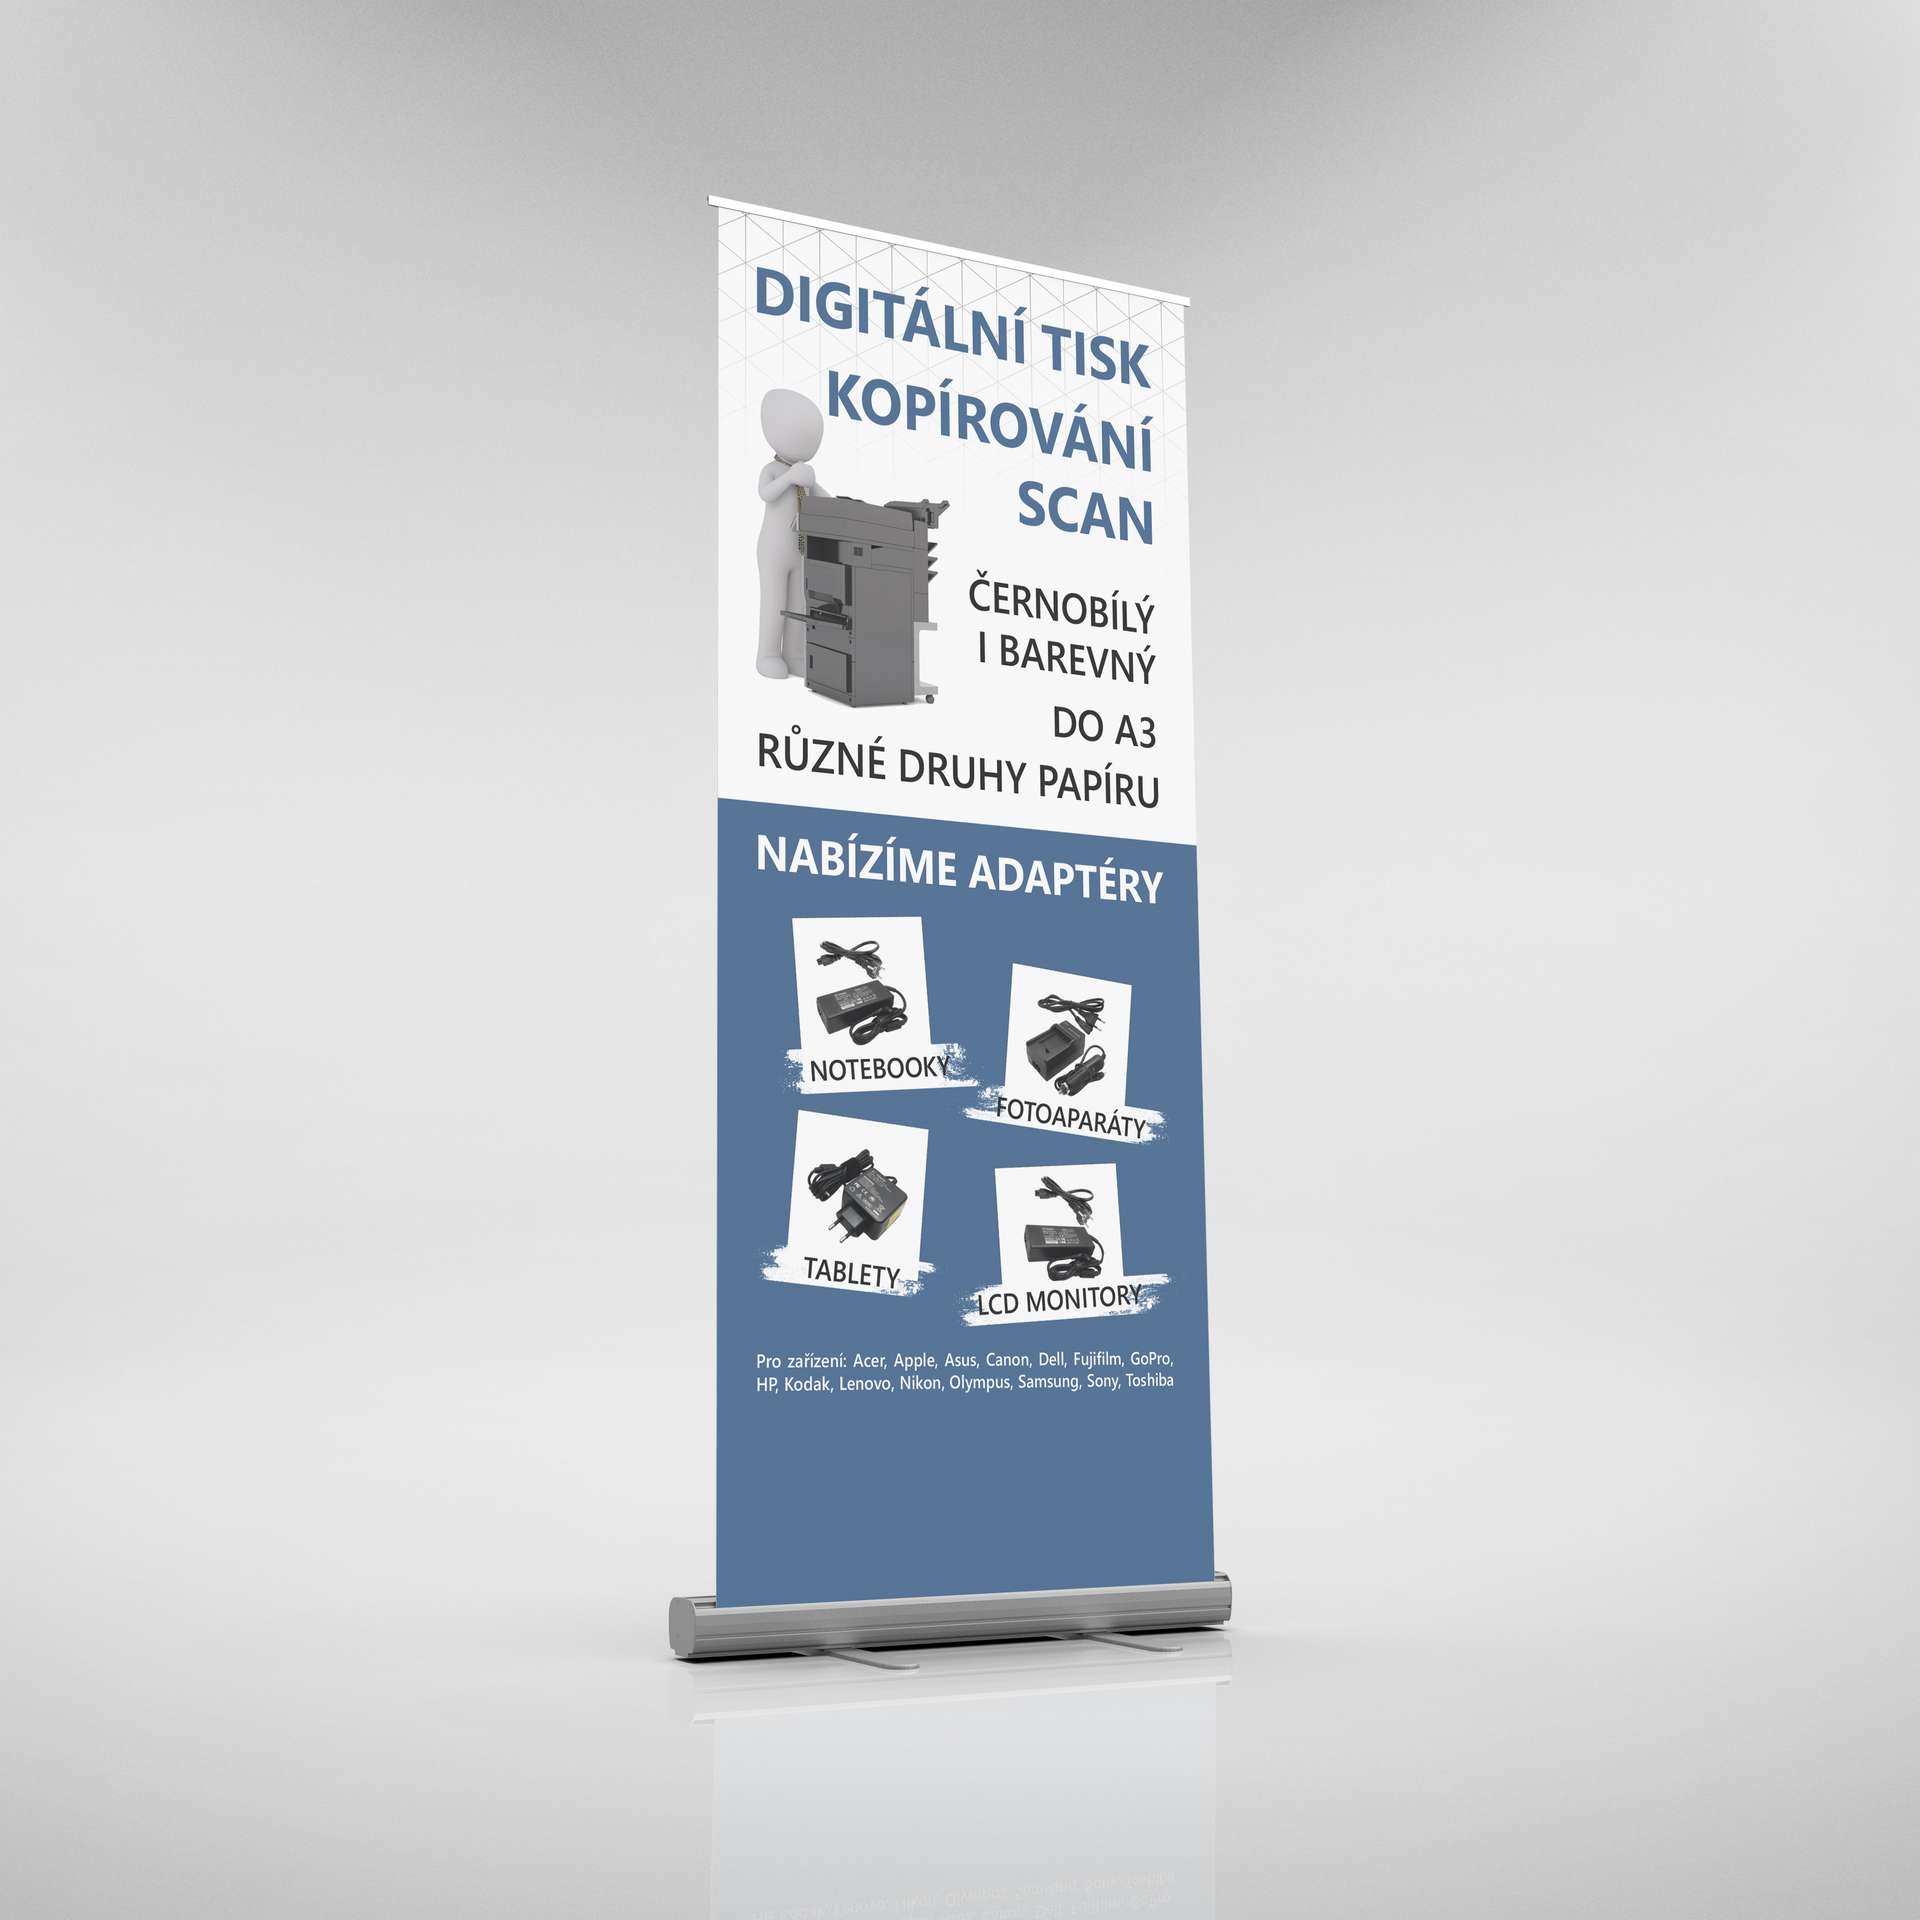 DIGITÁLNÍ TISK
KOPÍROVÁNÍ
SCAN
ČERNOBÍLÝ
I BAREVNÝ
DO A3
RŮZNÉ DRUHY PAPÍRU
NABÍZÍME ADAPTÉRY
NOTEBOOKY
FOTOAPARÁTY
TABLETY
LCD MONITORY
Pro zařízení: Acer, Apple, Asus, Canon, Dell, Fujifilm, GoPro,
HP, Kodak, Lenovo, Nikon, Olympus, Samsung, Sony, Toshiba